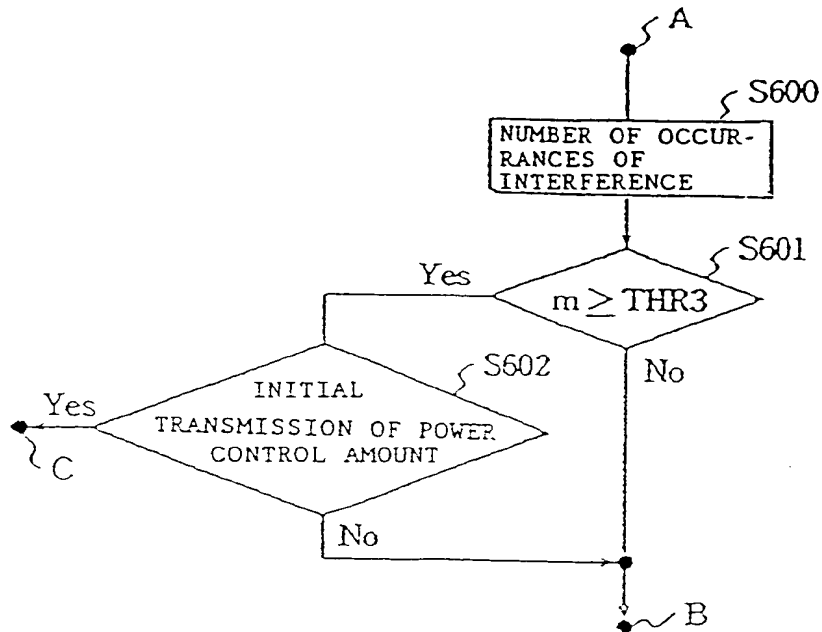 A
S600
NUMBER OF OCCUR-
RANCES OF
INTERFERENCE
S601
Yes
m ≥ THR3
No
S602
INITIAL
TRANSMISSION OF POWER
CONTROL AMOUNT
Yes
C
No
B